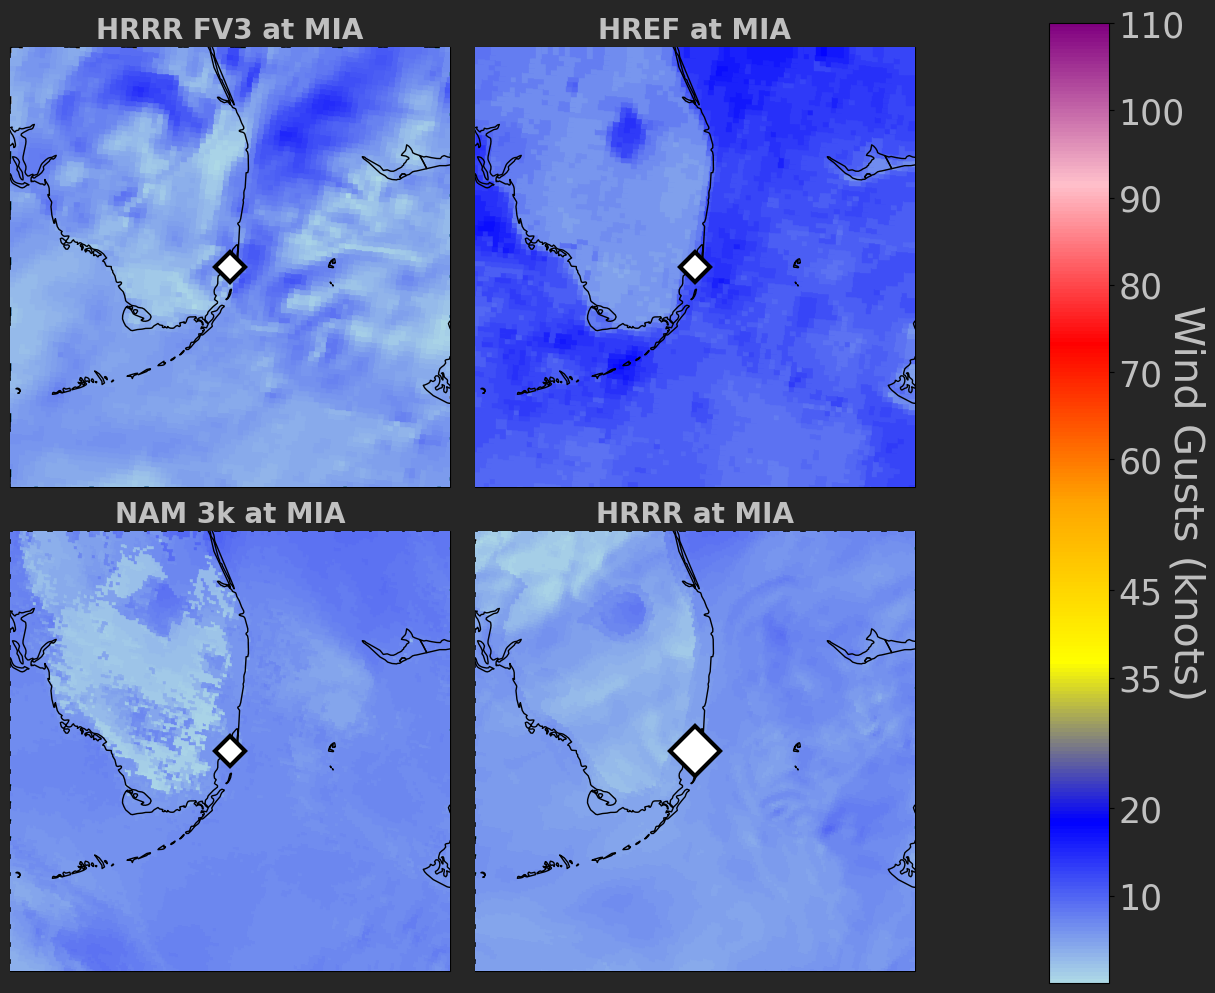 HRRR FV3 at MIA
HREF at MIA
NAM 3k at MIA
HRRR at MIA
110
100
90
80
70
60
45
35
20
10
Wind Gusts (knots)